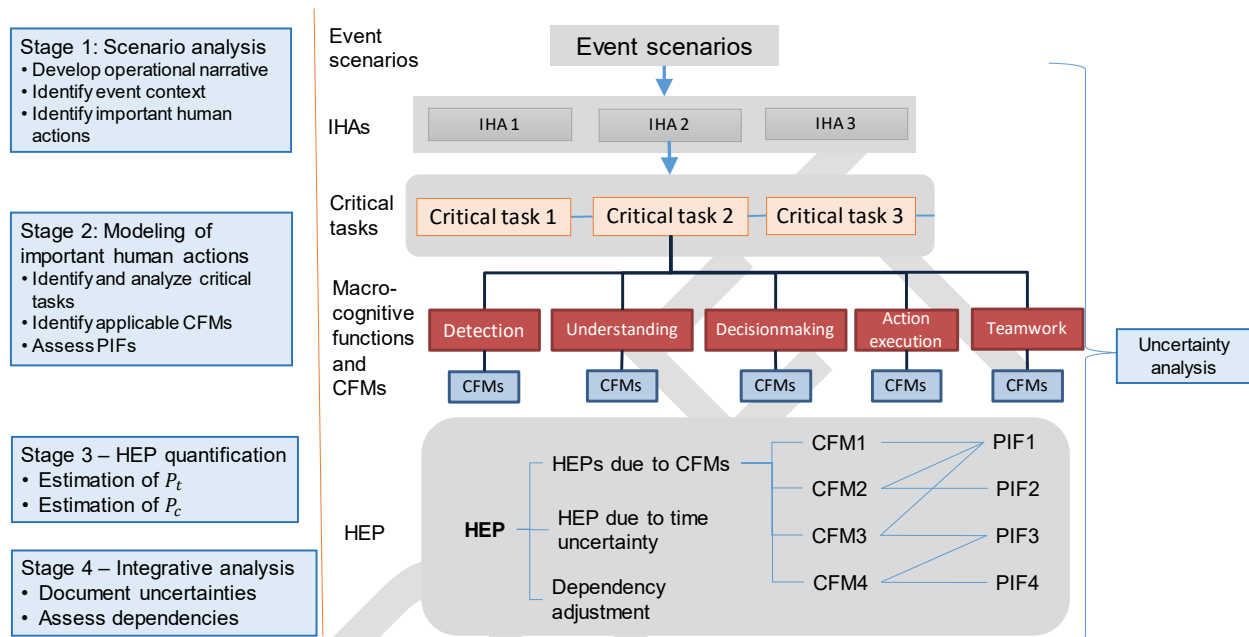 Stage 1: Scenario analysis
• Develop operational narrative
• Identify event context
• Identify important human
actions
Stage 2: Modeling of
important human actions
• Identify and analyze critical
tasks
• Identify applicable CFMs
• Assess PIFs
Stage 3 – HEP quantification
• Estimation of P_t
• Estimation of P_c
Stage 4 – Integrative analysis
• Document uncertainties
• Assess dependencies
Event
scenarios
Event scenarios
IHAs
IHA 1
IHA 2
IHA 3
Critical
tasks
Critical task 1
Critical task 2
Critical task 3
Macro-
cognitive
functions
and
CFMs
Detection
Understanding
Decisionmaking
Action
execution
Teamwork
CFMs
CFMs
CFMs
CFMs
CFMs
HEP
HEP
HEPs due to CFMs
HEP due to time
uncertainty
Dependency
adjustment
CFM1
CFM2
CFM3
CFM4
PIF1
PIF2
PIF3
PIF4
Uncertainty
analysis